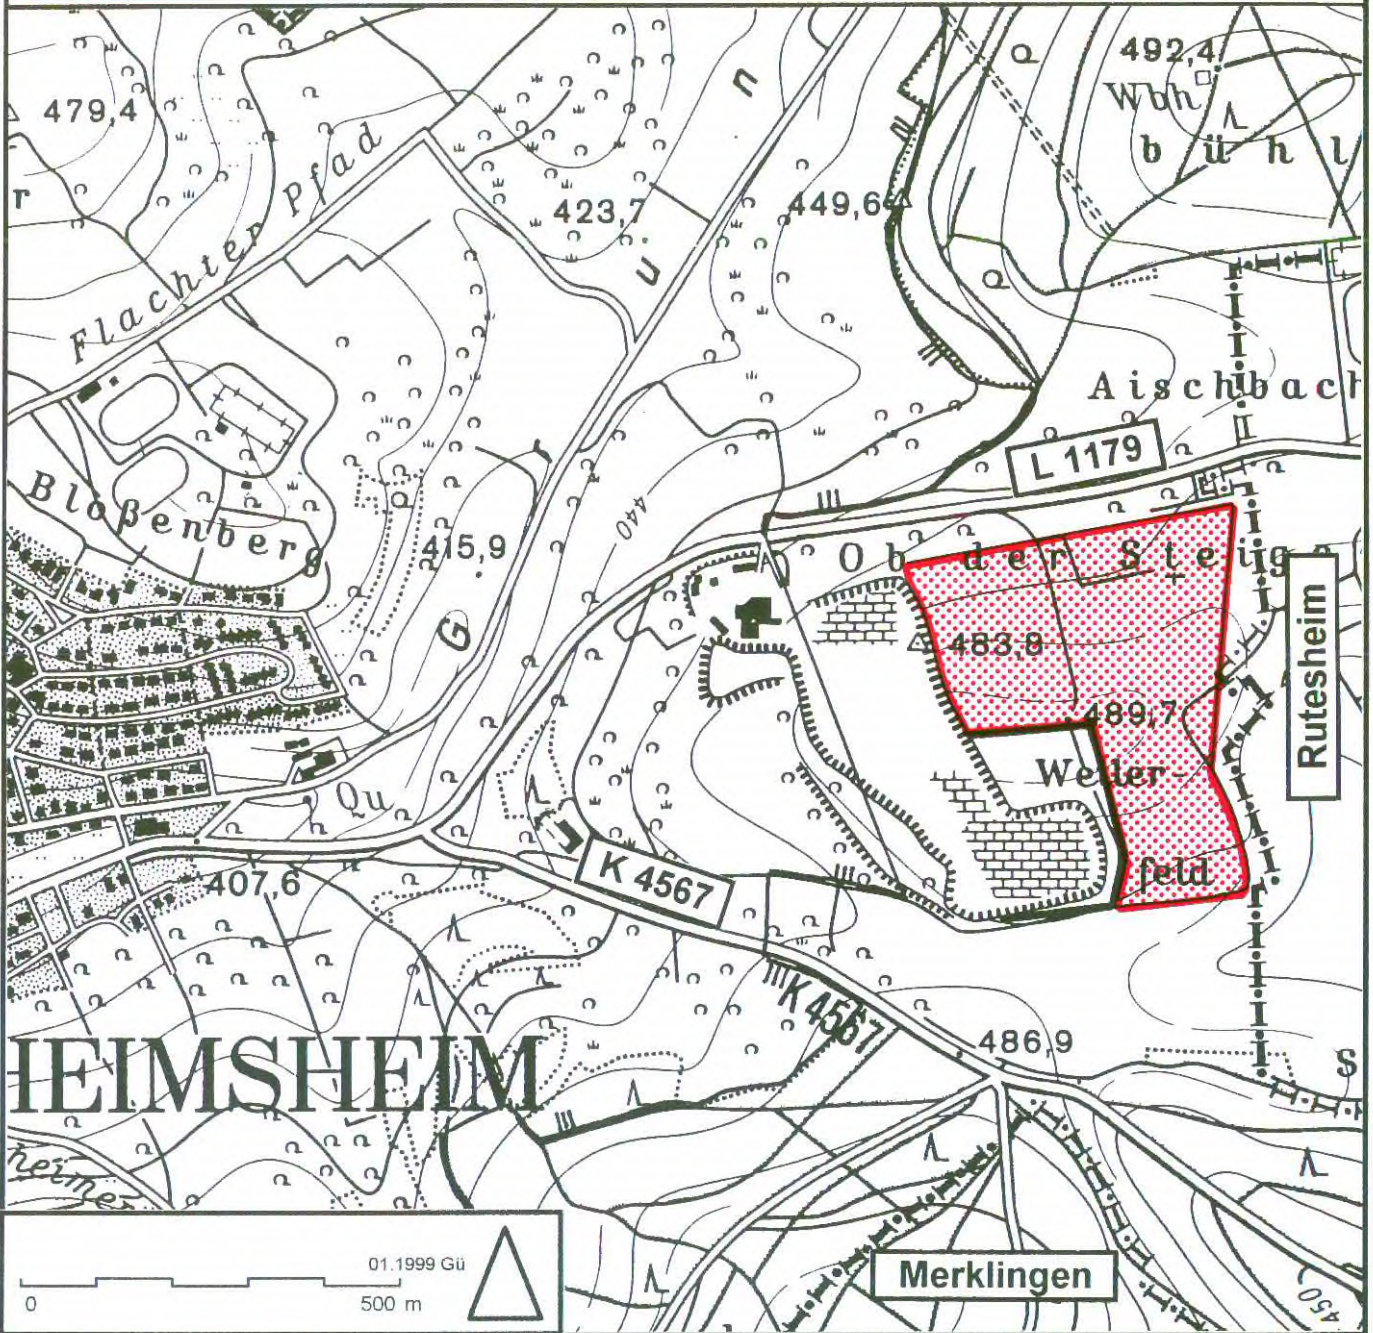 492,4
Wbh
bühl
479,4
r
Flachter Pfad
423,7
449,6
Grun
Aischbach
L 1179
Bloßenberg
440
415,9
Ob der Steig
483,8
Rutesheim
489,7
Weiler-
feld
Qu
K 4567
407,6
K 4567
486,9
HEIMSHEIM
S
heimer
Merklingen
450
01.1999 Gü
0 500 m